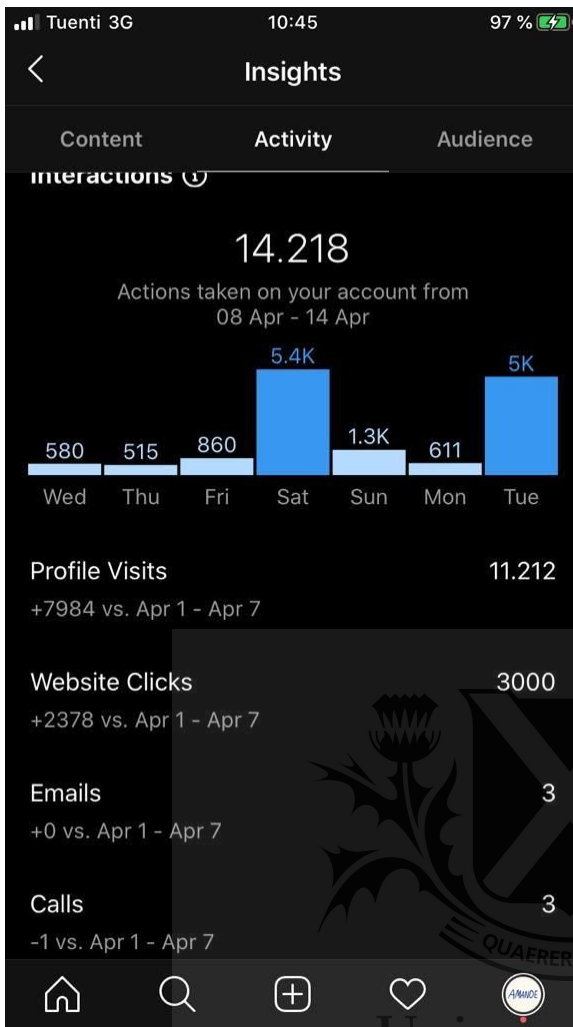 Tuenti 3G 10:45 97 %
Insights
Content Activity Audience
Interactions
14.218
Actions taken on your account from
08 Apr - 14 Apr
5.4K 5K
580 515 860 1.3K 611
Wed Thu Fri Sat Sun Mon Tue
Profile Visits 11.212
+7984 vs. Apr 1 - Apr 7
Website Clicks 3000
+2378 vs. Apr 1 - Apr 7
Emails 3
+0 vs. Apr 1 - Apr 7
Calls 3
-1 vs. Apr 1 - Apr 7
QUAERER
AMANDE